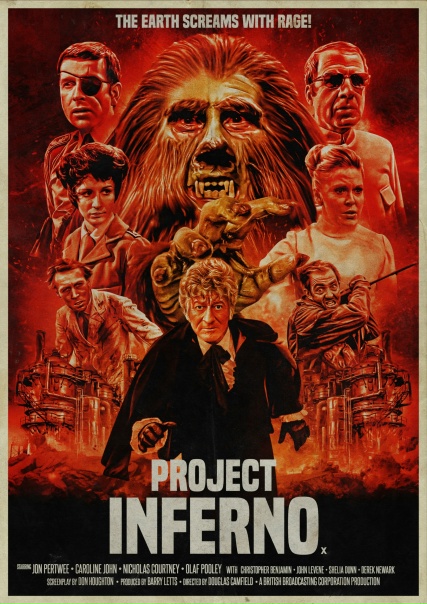 THE EARTH SCREAMS WITH RAGE!
PROJECT
INFERNO
x
STARRING JON PERTWEE • CAROLINE JOHN • NICHOLAS COURTNEY • OLAF POOLEY WITH CHRISTOPHER BENJAMIN • JOHN LEVENE • SHELIA DUNN • DEREK NEWARK
SCREENPLAY BY DON HOUGHTON • PRODUCED BY BARRY LETTS • DIRECTED BY DOUGLAS CAMFIELD • A BRITISH BROADCASTING CORPORATION PRODUCTION